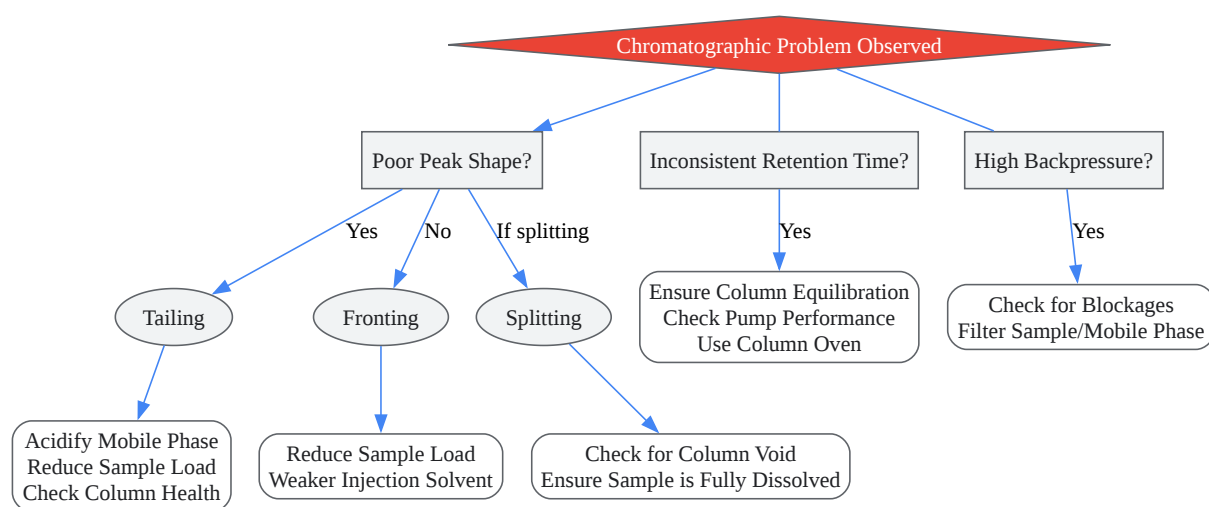 Chromatographic Problem Observed
Poor Peak Shape?
Inconsistent Retention Time?
High Backpressure?
Yes
No
If splitting
Yes
Yes
Tailing
Fronting
Splitting
Ensure Column Equilibration
Check Pump Performance
Use Column Oven
Check for Blockages
Filter Sample/Mobile Phase
Acidify Mobile Phase
Reduce Sample Load
Check Column Health
Reduce Sample Load
Weaker Injection Solvent
Check for Column Void
Ensure Sample is Fully Dissolved